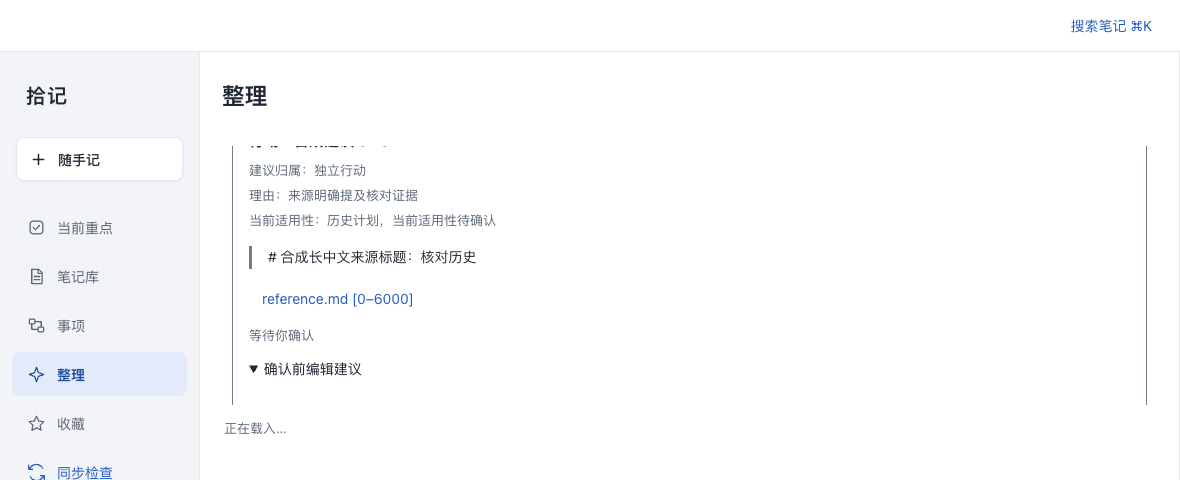 搜索笔记 ⌘K
拾记
随手记
当前重点
笔记库
事项
整理
收藏
同步检查
整理
建议归属：独立行动
理由：来源明确提及核对证据
当前适用性：历史计划，当前适用性待确认
# 合成长中文来源标题：核对历史
reference.md [0–6000]
等待你确认
▼ 确认前编辑建议
正在载入…